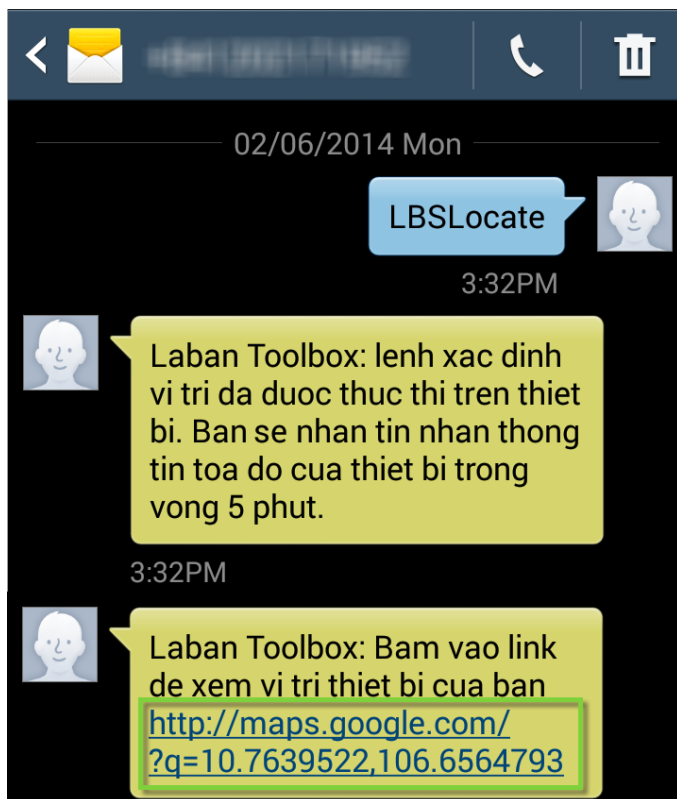 02/06/2014 Mon
LBSLocate
3:32PM
Laban Toolbox: lenh xac dinh
vi tri da duoc thuc thi tren thiet
bi. Ban se nhan tin nhan thong
tin toa do cua thiet bi trong
vong 5 phut.
3:32PM
Laban Toolbox: Bam vao link
de xem vi tri thiet bi cua ban
http://maps.google.com/
?q=10.7639522,106.6564793